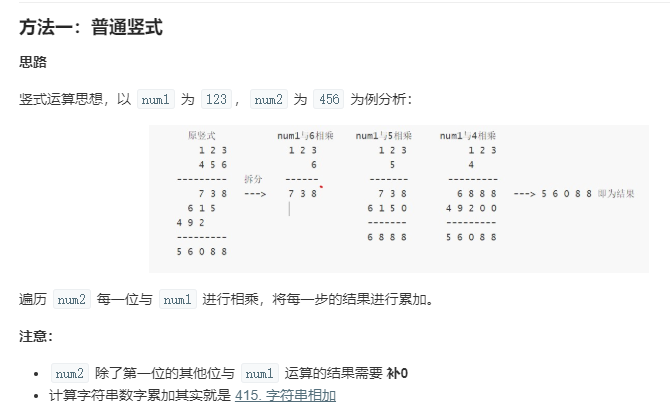 方法一：普通竖式
思路
竖式运算思想，以 num1 为 123 ，num2 为 456 为例分析：
原竖式 num1与6相乘 num1与5相乘 num1与4相乘
1 2 3 1 2 3 1 2 3 1 2 3
4 5 6 6 5 4
--------- 拆分 ------ ------- ---------
7 3 8 ---> 7 3 8 7 3 8 6 8 8 8 ---> 5 6 0 8 8 即为结果
6 1 5 6 1 5 0 4 9 2 0 0
4 9 2 ------- ---------
--------- 6 8 8 8 5 6 0 8 8
5 6 0 8 8
遍历 num2 每一位与 num1 进行相乘，将每一步的结果进行累加。
注意：
• num2 除了第一位的其他位与 num1 运算的结果需要 补0
• 计算字符串数字累加其实就是 415. 字符串相加